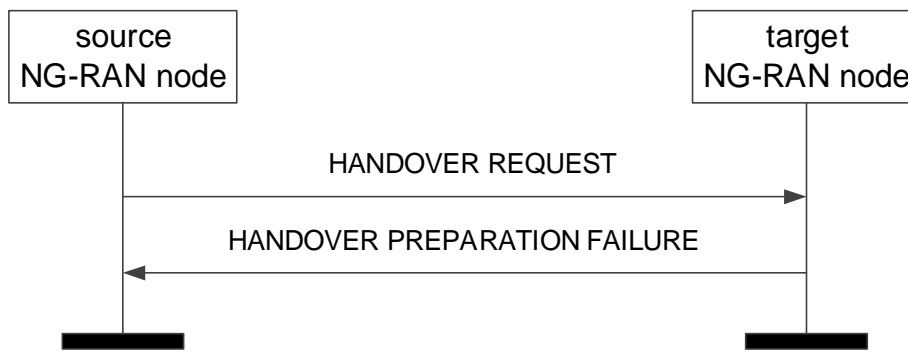 source
NG-RAN node
target
NG-RAN node
HANDOVER REQUEST
HANDOVER PREPARATION FAILURE